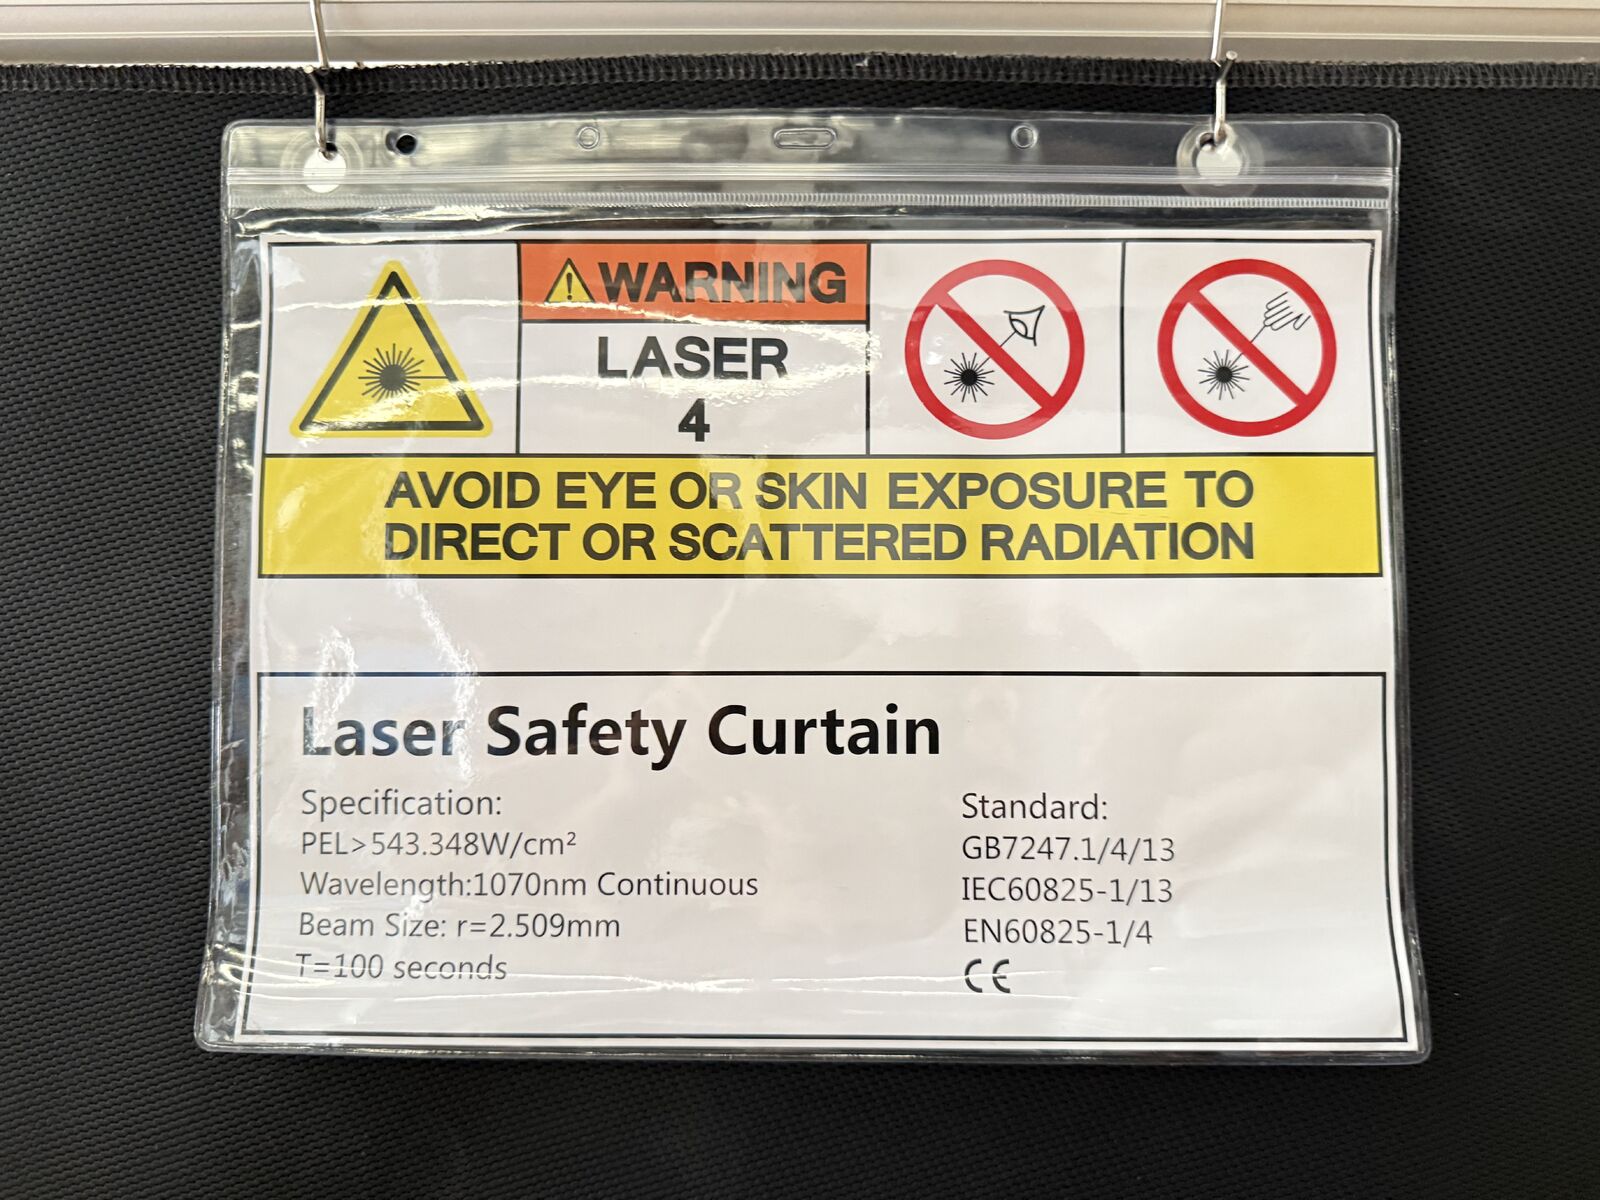 WARNING
LASER
4
AVOID EYE OR SKIN EXPOSURE TO
DIRECT OR SCATTERED RADIATION
Laser Safety Curtain
Specification:
PEL>543.348W/cm²
Wavelength:1070nm Continuous
Beam Size: r=2.509mm
T=100 seconds
Standard:
GB7247.1/4/13
IEC60825-1/13
EN60825-1/4
CE